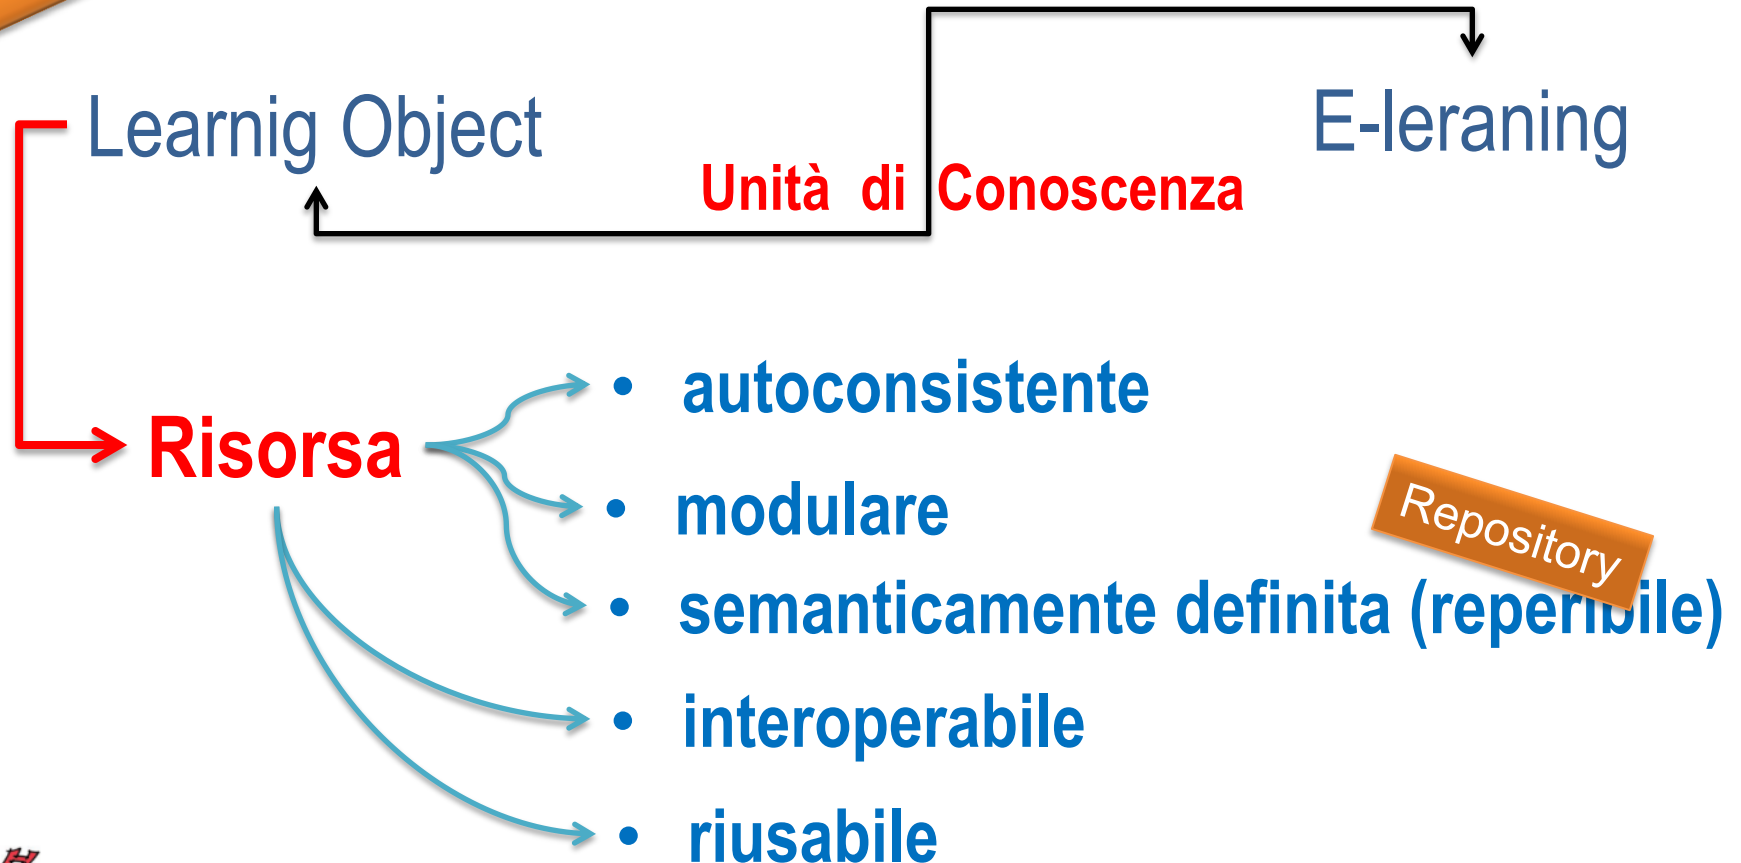 Learnig Object
E-leraning
Unità di Conoscenza
• autoconsistente
Risorsa
• modulare
Repository
• semanticamente definita (reperibile)
• interoperabile
• riusabile